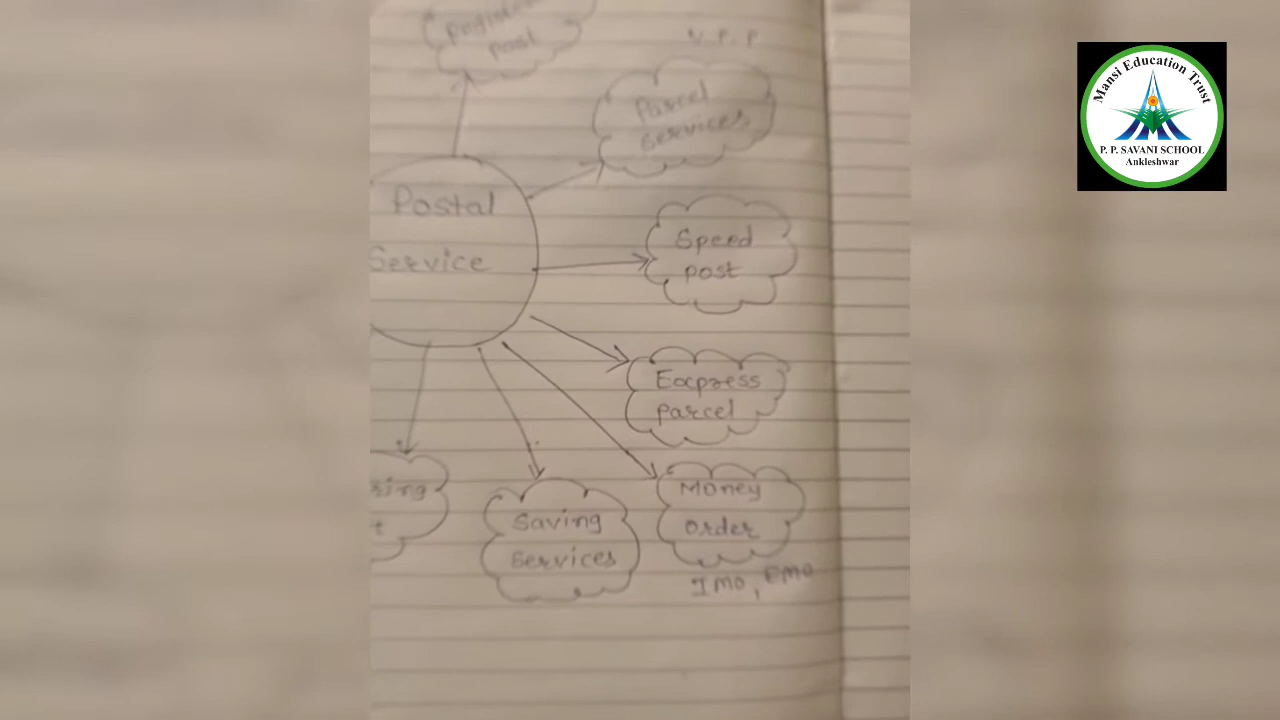 post
V.P.P
Parcel
services
Postal
Service
Speed
post
Express
parcel
Money
order
IMO, EMO
Saving
Services
Mansi Education Trust
P. P. SAVANI SCHOOL
Ankleshwar